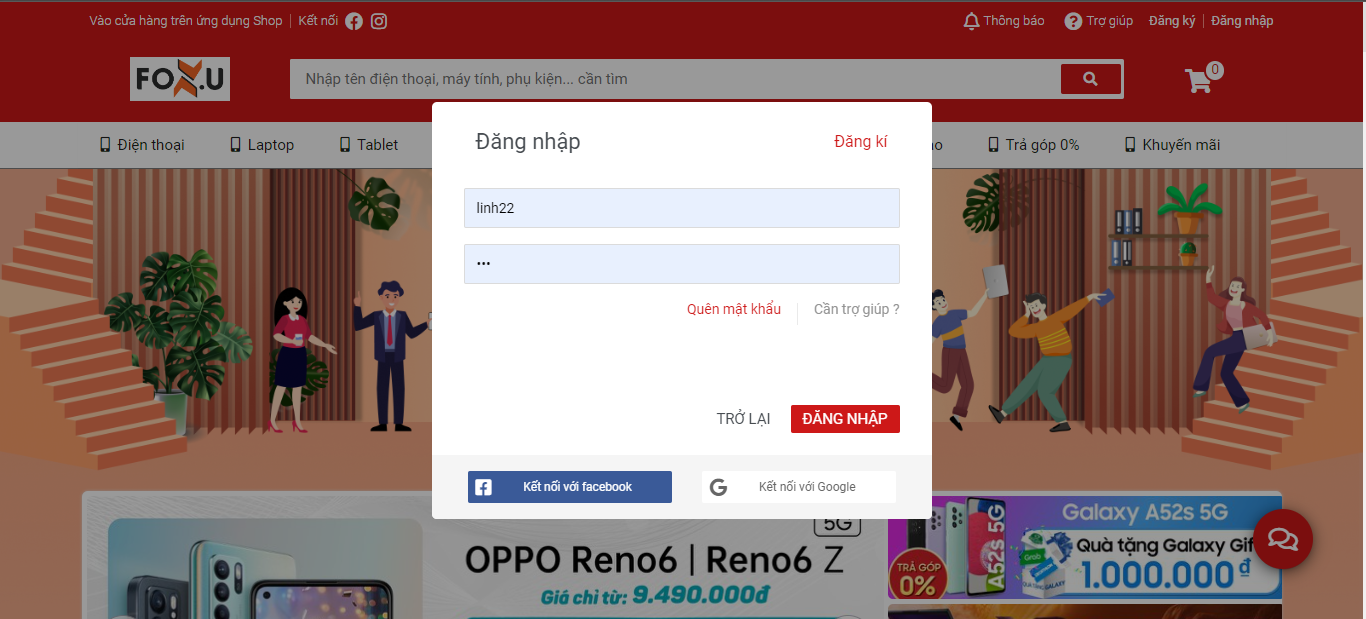 Vào cửa hàng trên ứng dụng Shop | Kết nối
Thông báo
Trợ giúp
Đăng ký | Đăng nhập
FOX.U
Nhập tên điện thoại, máy tính, phụ kiện... cần tìm
0
Điện thoại
Laptop
Tablet
Trả góp 0%
Khuyến mãi
Đăng nhập
Đăng kí
linh22
•••
Quên mật khẩu
Cần trợ giúp ?
TRỞ LẠI
ĐĂNG NHẬP
Kết nối với facebook
Kết nối với Google
5G
OPPO Reno6 | Reno6 Z
Giá chỉ từ: 9.490.000đ
A52s 5G
TRẢ GÓP
0%
Galaxy A52s 5G
Grab
Quà tặng Galaxy Gif
1.000.000đ